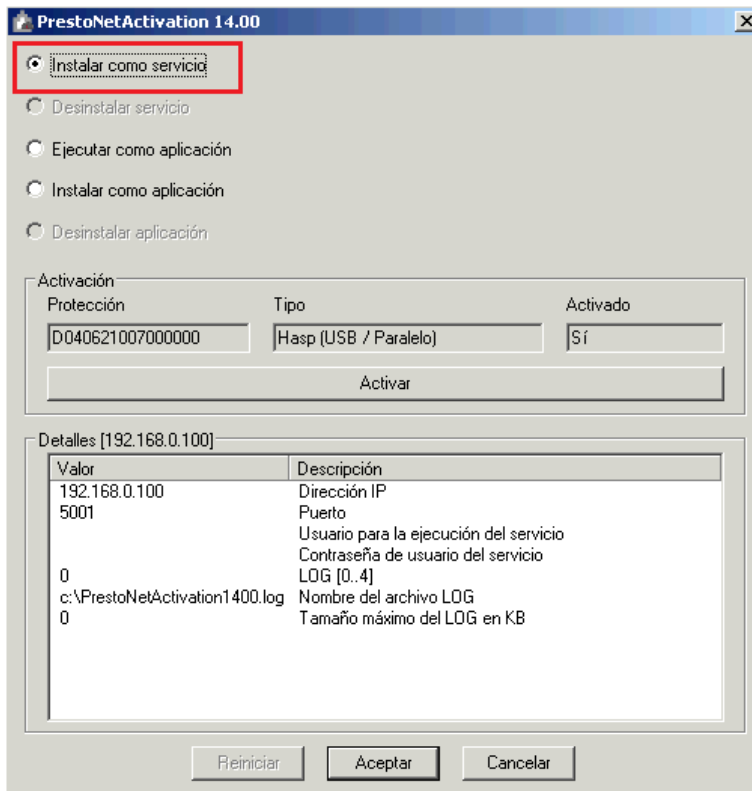 PrestoNetActivation 14.00
Instalar como servicio
Desinstalar servicio
Ejecutar como aplicación
Instalar como aplicación
Desinstalar aplicación
Activación
Protección Tipo Activado
D040621007000000 Hasp (USB / Paralelo) Sí
Activar
Detalles [192.168.0.100]
Valor Descripción
192.168.0.100 Dirección IP
5001 Puerto
Usuario para la ejecución del servicio
Contraseña de usuario del servicio
0 LOG [0..4]
c:\PrestoNetActivation1400.log Nombre del archivo LOG
0 Tamaño máximo del LOG en KB
Reiniciar Aceptar Cancelar